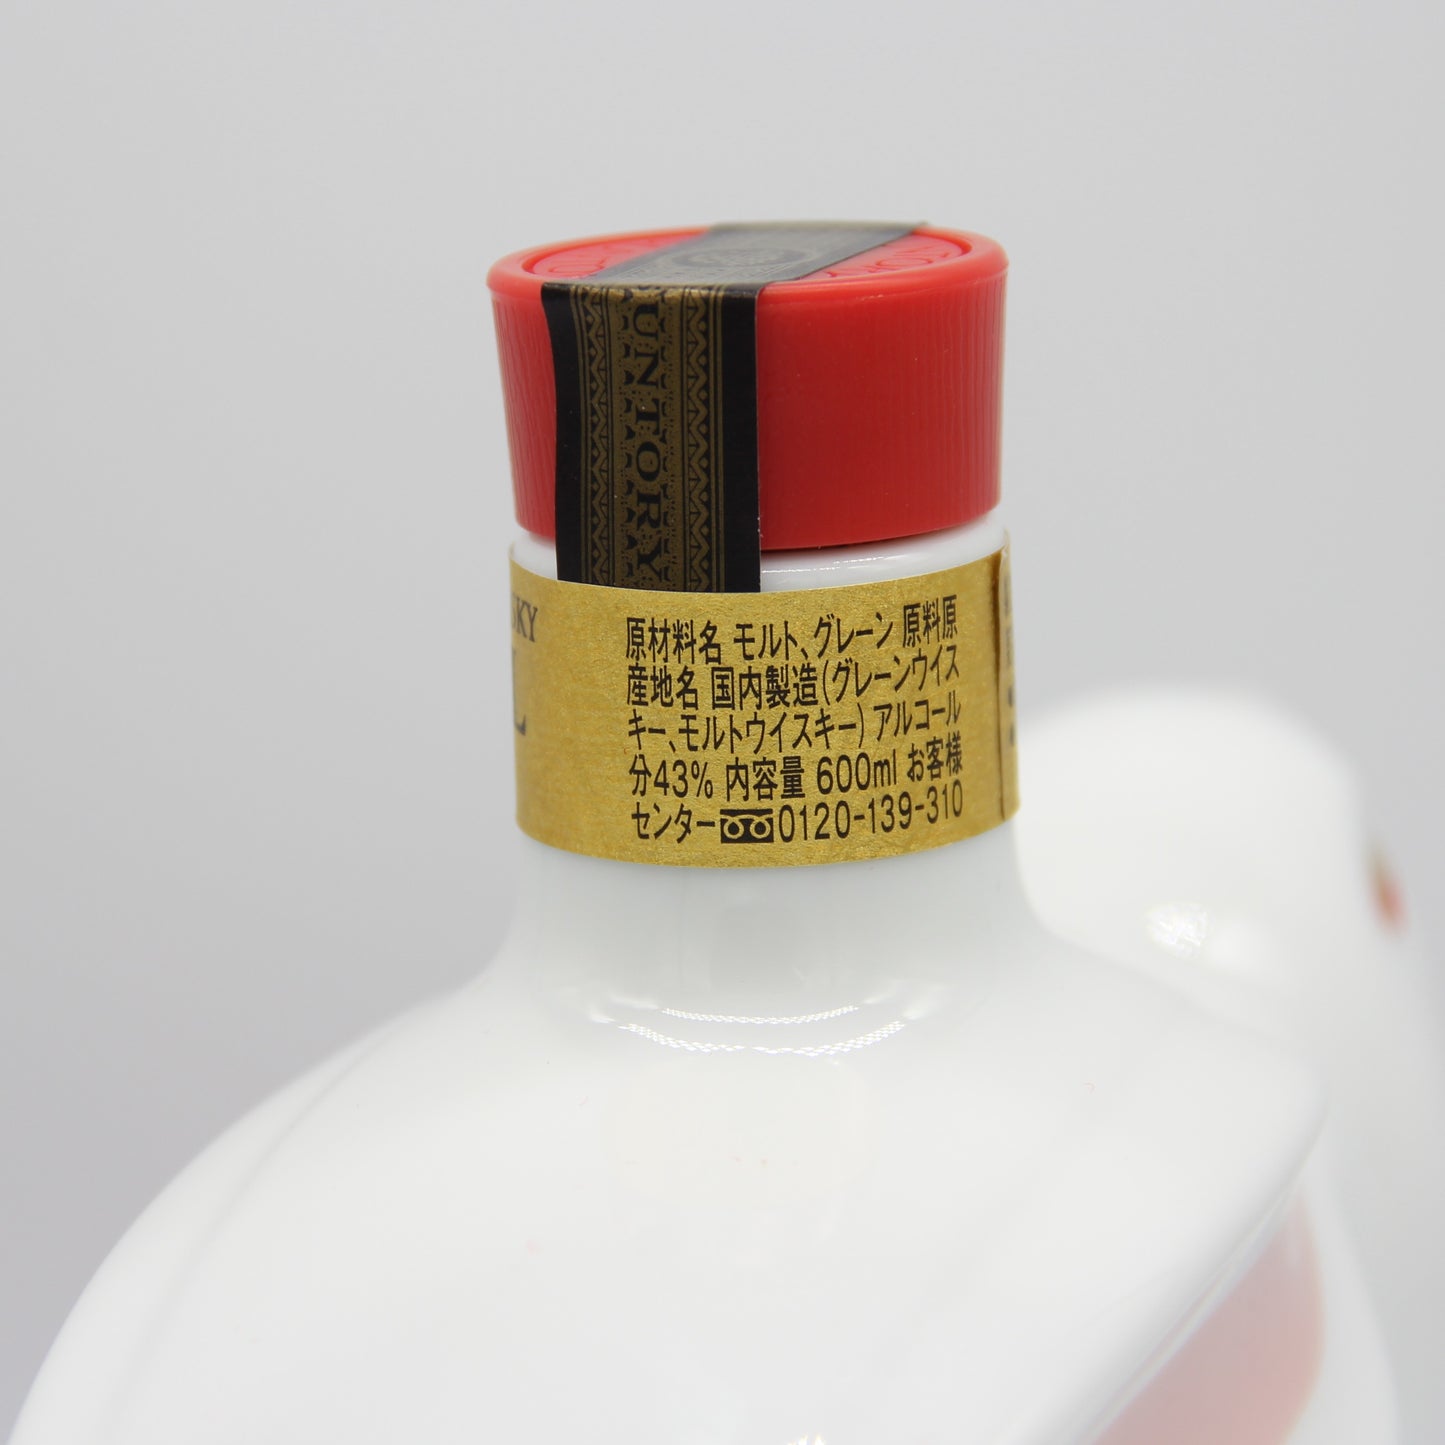 SUNTORY
SKY
L
原材料名 モルト、グレーン 原料原
産地名 国内製造(グレーンウイス
キー、モルトウイスキー) アルコール
分43% 内容量 600ml お客様
センター 0120-139-310